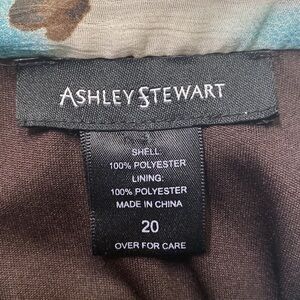 ASHLEY STEWART
SHELL:
100% POLYESTER
LINING:
100% POLYESTER
MADE IN CHINA
20
OVER FOR CARE